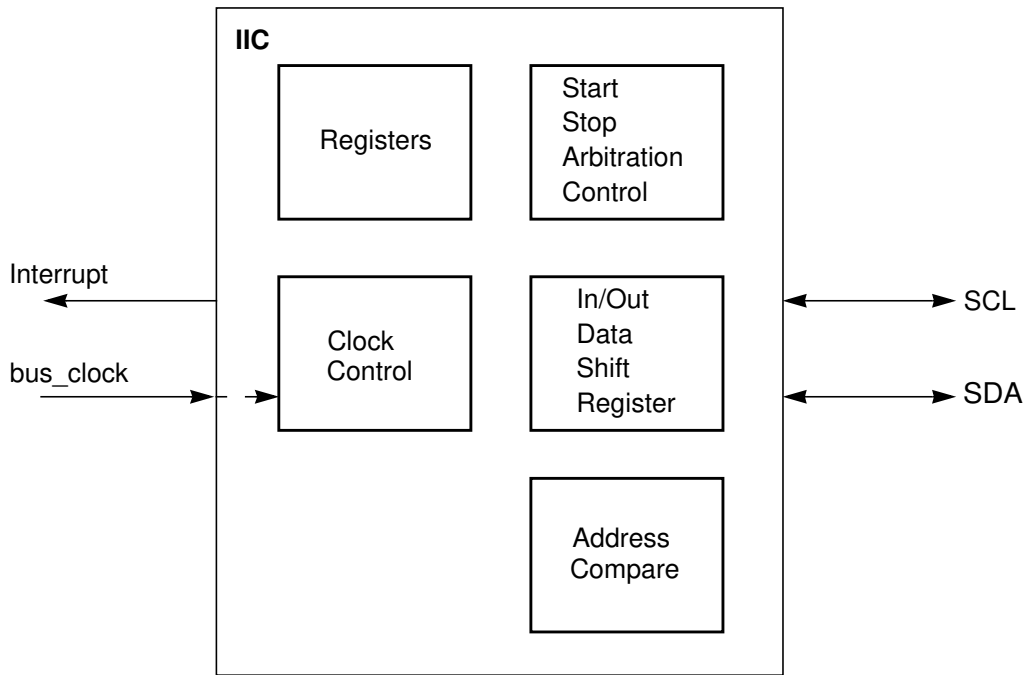 IIC
Registers
Start
Stop
Arbitration
Control
Interrupt
bus_clock
Clock
Control
In/Out
Data
Shift
Register
SCL
SDA
Address
Compare